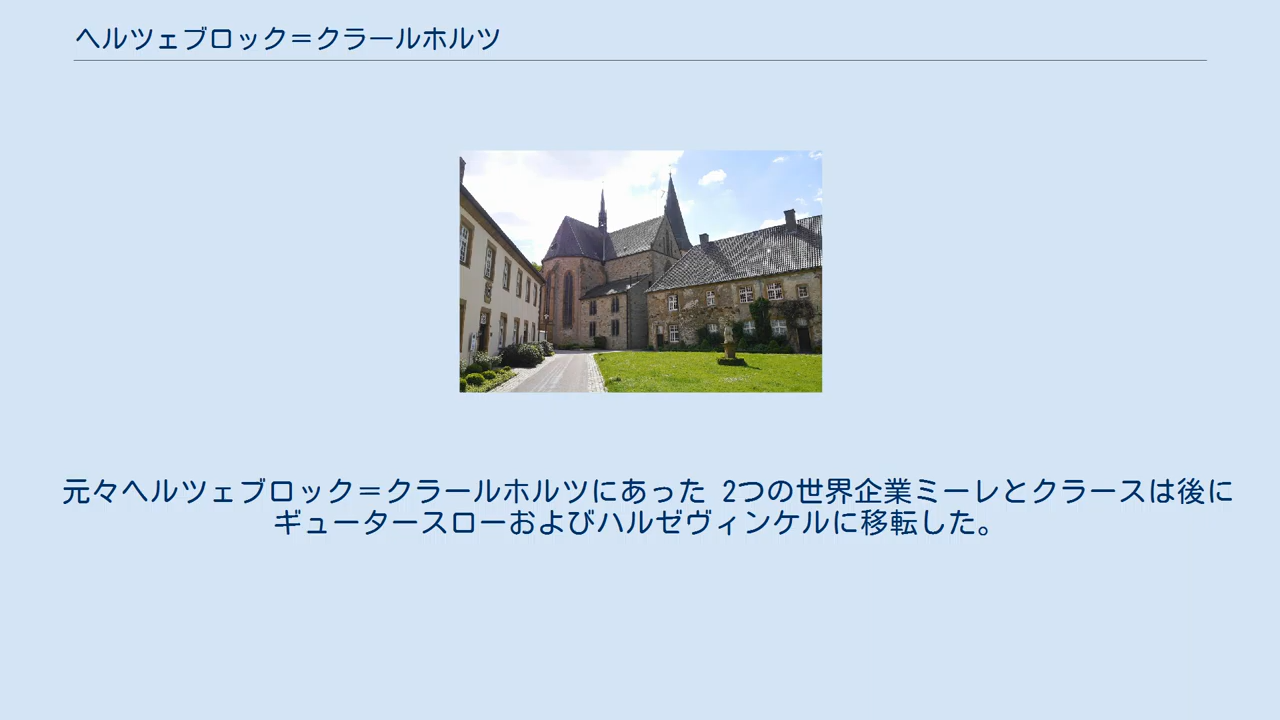 ヘルツェブロック＝クラールホルツ
元々ヘルツェブロック＝クラールホルツにあった 2つの世界企業ミーレとクラースは後に
ギュータースローおよびハルゼヴィンケルに移転した。